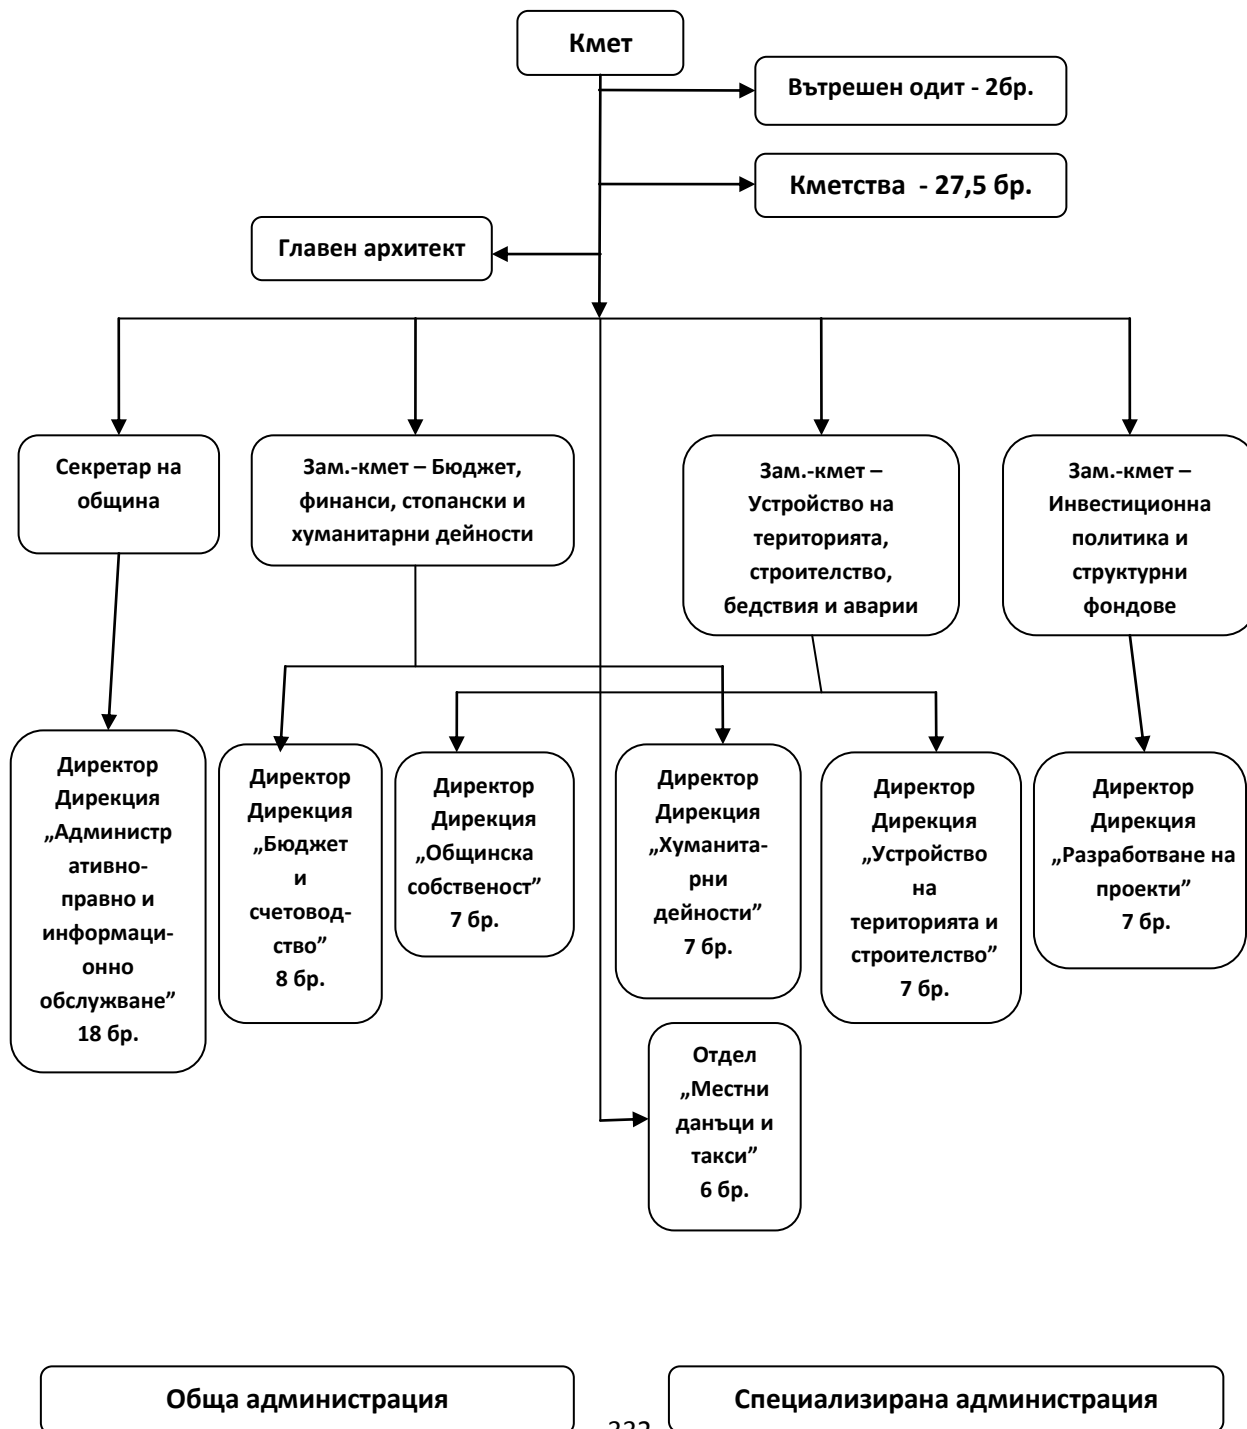 Кмет
Вътрешен одит - 2бр.
Кметства - 27,5 бр.
Главен архитект
Секретар на
община
Зам.-кмет – Бюджет,
финанси, стопански и
хуманитарни дейности
Зам.-кмет –
Устройство на
територията,
строителство,
бедствия и аварии
Зам.-кмет –
Инвестиционна
политика и
структурни
фондове
Директор
Дирекция
„Администр
ативно-
правно и
информаци-
онно
обслужване”
18 бр.
Директор
Дирекция
„Бюджет
и
счетовод-
ство”
8 бр.
Директор
Дирекция
„Общинска
собственост”
7 бр.
Директор
Дирекция
„Хуманита-
рни
дейности”
7 бр.
Директор
Дирекция
„Устройство
на
територията и
строителство”
7 бр.
Директор
Дирекция
„Разработване на
проекти”
7 бр.
Отдел
„Местни
данъци и
такси”
6 бр.
Обща администрация
Специализирана администрация